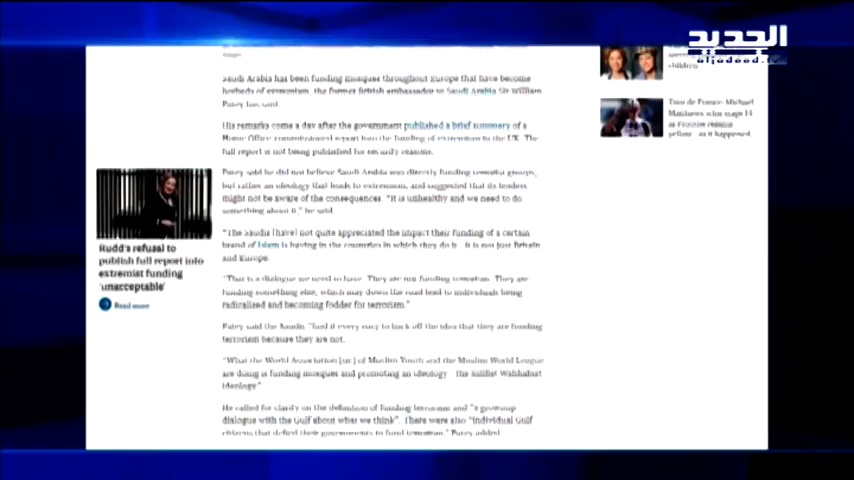 الجديد
aljadeed.tv
children
Saudi Arabia has been funding mosques throughout Europe that have become
hotbeds of extremism, the former British ambassador to Saudi Arabia Sir William
Patey has said.
Tour de France: Michael
Matthews wins stage 14
as Froome regains
yellow – as it happened
His remarks come a day after the government published a brief summary of a
Home Office-commissioned report into the funding of extremism in the UK. The
full report is not being published for security reasons.
Patey said he did not believe Saudi Arabia was directly funding terrorist groups,
but rather an ideology that leads to extremism, and suggested that its leaders
might not be aware of the consequences. "It is unhealthy and we need to do
something about it," he said.
Rudd's refusal to
publish full report into
extremist funding
'unacceptable'
Read more
"The Saudis [have] not quite appreciated the impact their funding of a certain
brand of Islam is having in the countries in which they do it – it is not just Britain
and Europe.
"That is a dialogue we need to have. They are not funding terrorism. They are
funding something else, which may down the road lead to individuals being
radicalised and becoming fodder for terrorism."
Patey said the Saudis "find it every easy to back off the idea that they are funding
terrorism because they are not.
"What the World Association [sic] of Muslim Youth and the Muslim World League
are doing is funding mosques and promoting an ideology – the Salifist Wahhabist
ideology."
He called for clarity on the definition of funding terrorism and "a grownup
dialogue with the Gulf about what we think". There were also "individual Gulf
citizens that defied their governments to fund terrorism," Patey added.